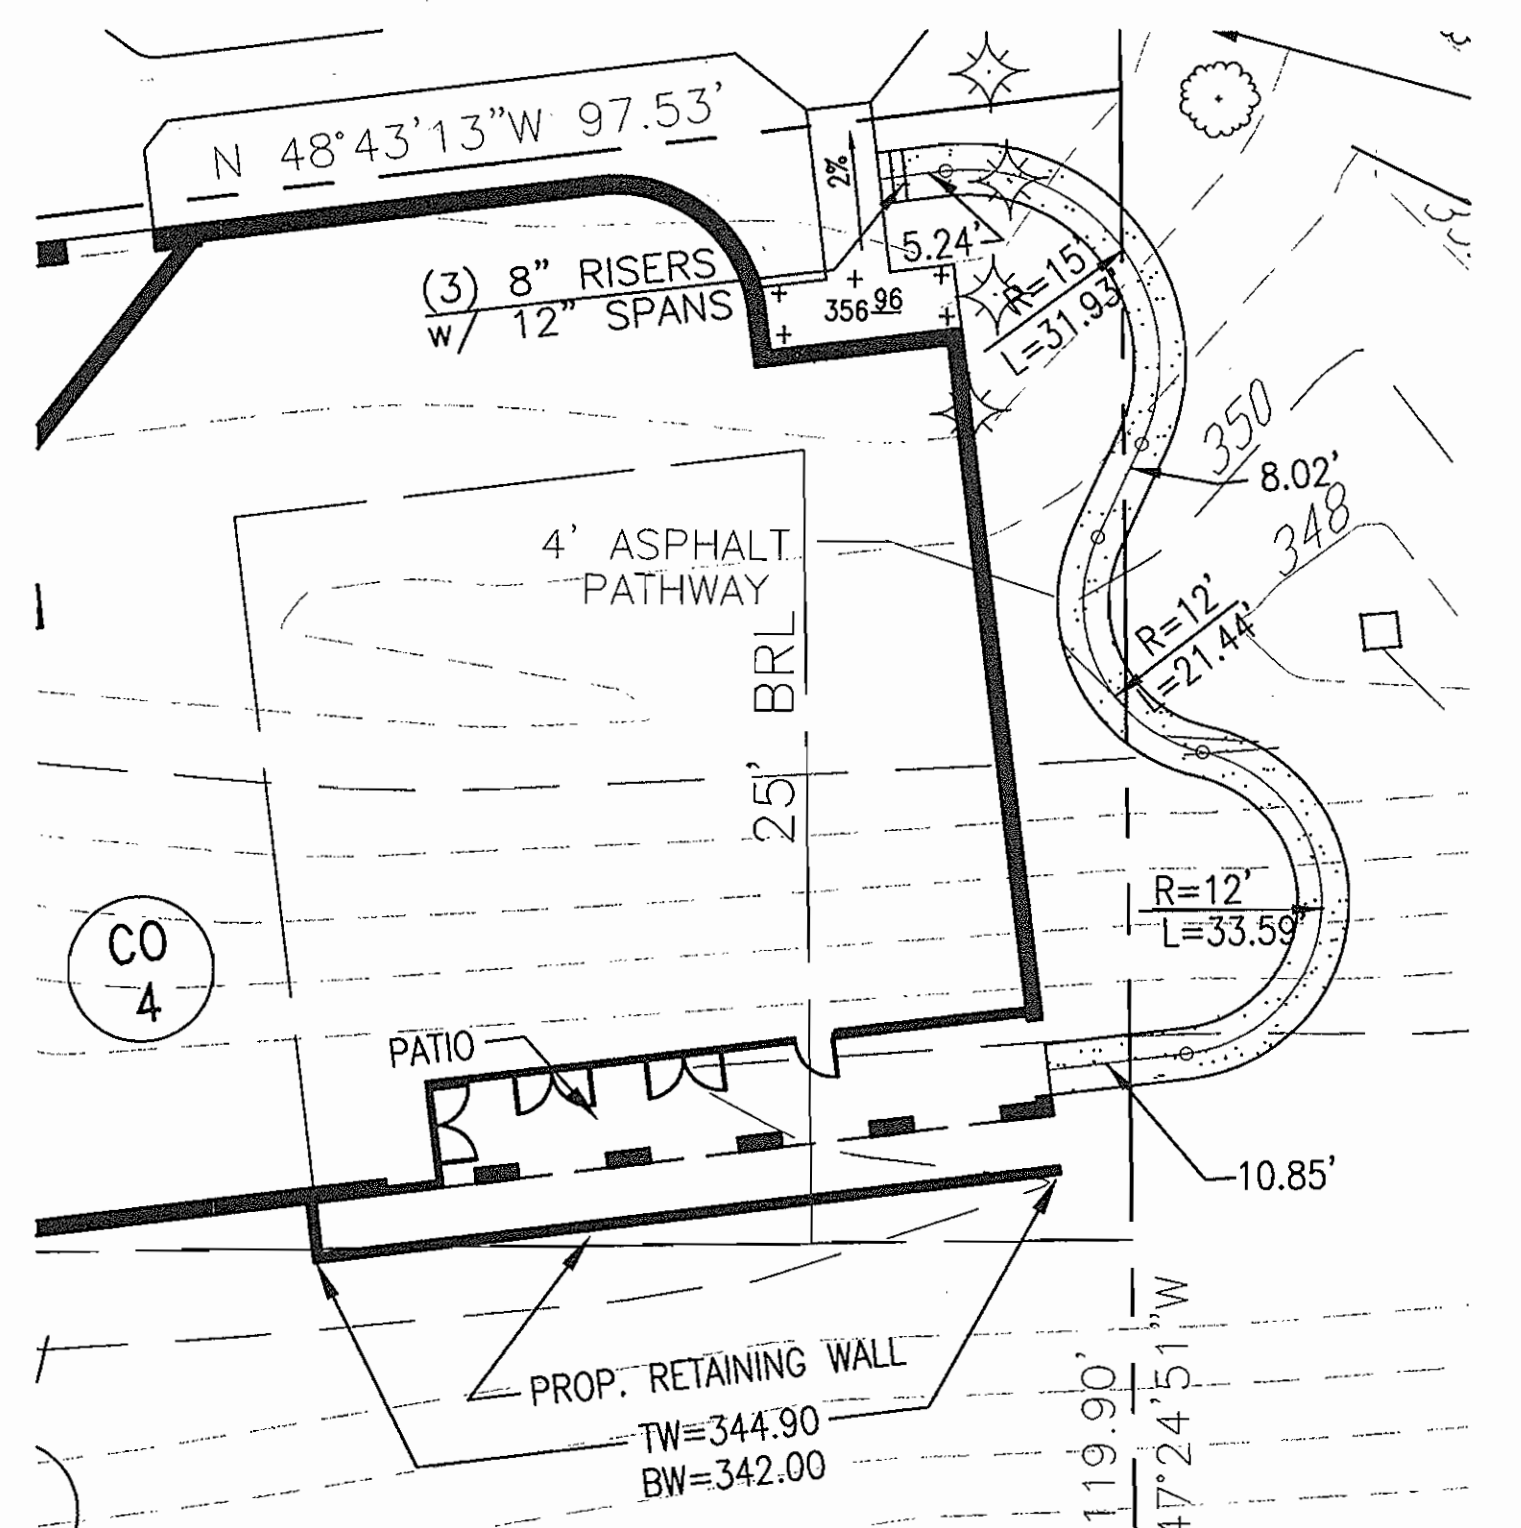 N 48°43'13"W 97.53'
2%
(3) 8" RISERS
w/ 12" SPANS
5.24'
356 96
R=15'
L=31.93'
350
8.02'
348
4' ASPHALT
PATHWAY
R=12'
L=21.44'
25' BRL
R=12'
L=33.59'
CO
4
PATIO
10.85'
PROP. RETAINING WALL
TW=344.90
BW=342.00
119.90'
47°24'51"W